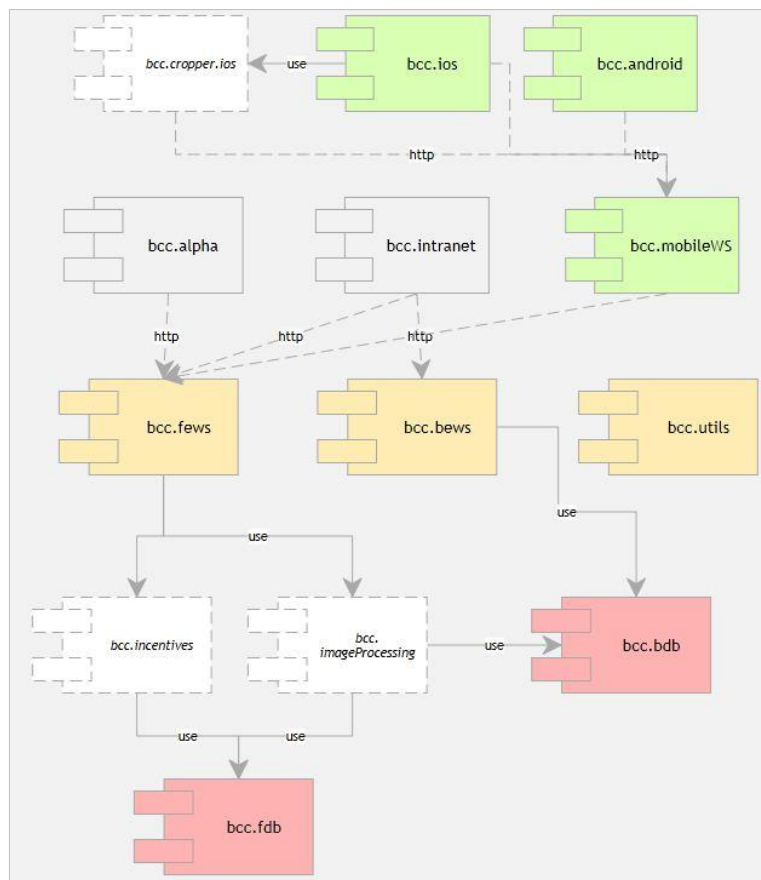 bcc.cropper.ios
use
bcc.ios
bcc.android
http
http
bcc.alpha
bcc.intranet
bcc.mobileWS
http
http
http
bcc.fews
bcc.bews
bcc.utils
use
use
bcc.incentives
bcc.
imageProcessing
use
bcc.bdb
use
use
bcc.fdb